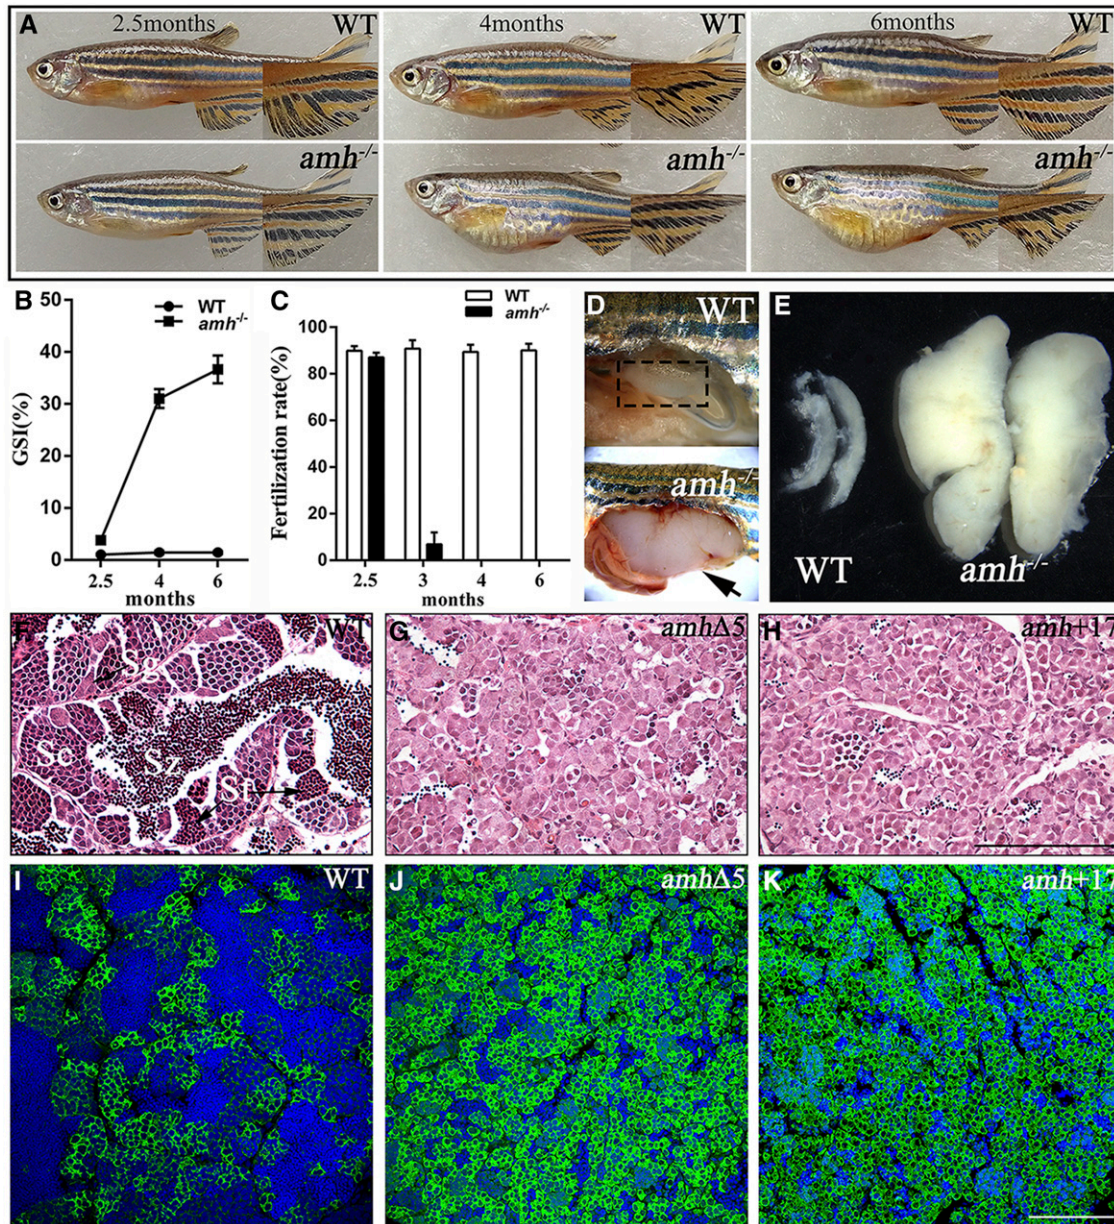 A 2.5months WT 4months WT 6months WT
amh-/- amh-/- amh-/-
B
WT
amh-/-
50
40
30
20
10
0
GSI(%)
2.5 4 6
months
C
WT
amh-/-
100
80
60
40
20
0
Fertilization rate(%)
2.5 3 4 6
months
D WT
amh-/-
E
WT amh-/-
F WT
Sg
Sc
Sz
St
G amhΔ5
H amh+17
I WT
J amhΔ5
K amh+17